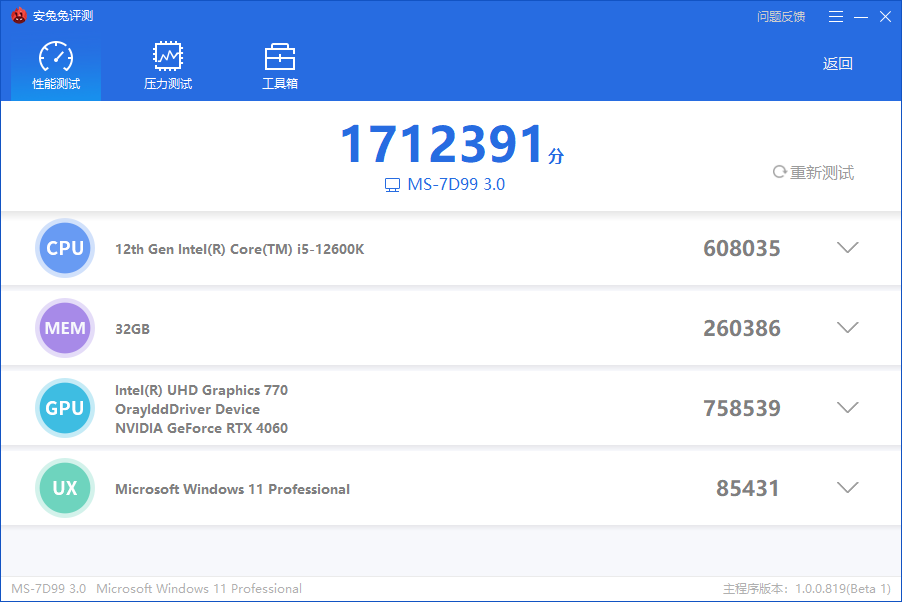 安兔兔评测
问题反馈
性能测试
压力测试
工具箱
返回
1712391分
MS-7D99 3.0
重新测试
CPU
12th Gen Intel(R) Core(TM) i5-12600K
608035
MEM
32GB
260386
GPU
Intel(R) UHD Graphics 770
OrayIddDriver Device
NVIDIA GeForce RTX 4060
758539
UX
Microsoft Windows 11 Professional
85431
MS-7D99 3.0 Microsoft Windows 11 Professional
主程序版本: 1.0.0.819(Beta 1)